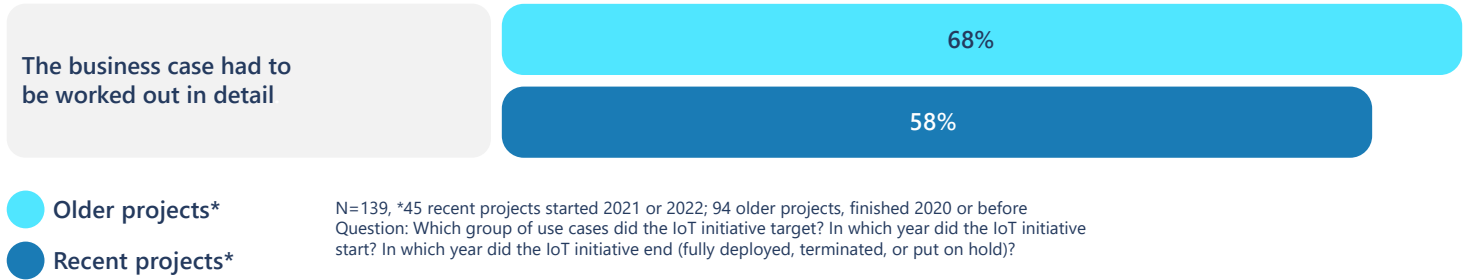 The business case had to
be worked out in detail
68%
58%
Older projects*
Recent projects*
N=139, *45 recent projects started 2021 or 2022; 94 older projects, finished 2020 or before
Question: Which group of use cases did the IoT initiative target? In which year did the IoT initiative
start? In which year did the IoT initiative end (fully deployed, terminated, or put on hold)?